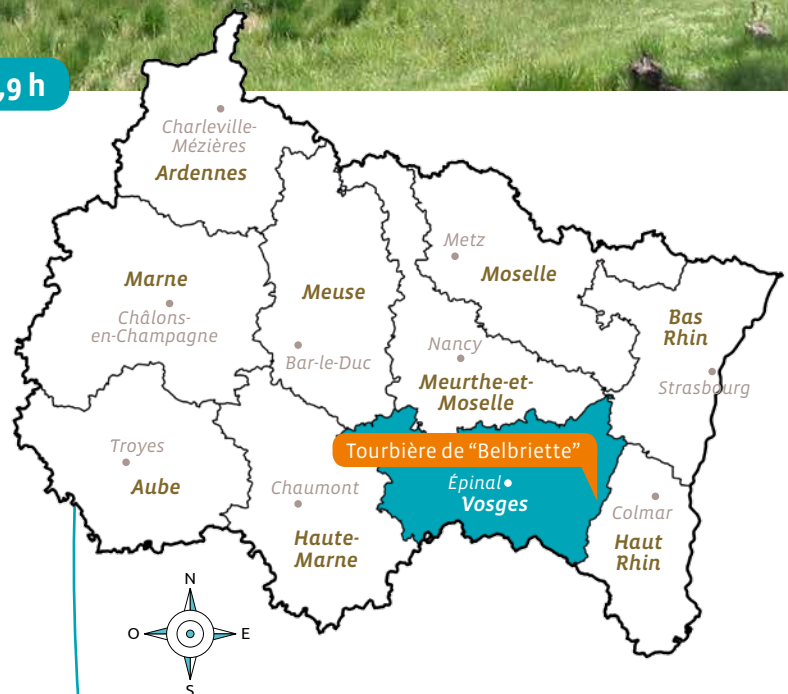 ,9 h
Charleville-
Mézières
Ardennes
Metz
Moselle
Marne
Châlons-
en-Champagne
Meuse
Bar-le-Duc
Nancy
Meurthe-et-
Moselle
Bas
Rhin
Strasbourg
Troyes
Aube
Chaumont
Haute-
Marne
Tourbière de “Belbriette”
Épinal
Vosges
Colmar
Haut
Rhin
N
O
E
S